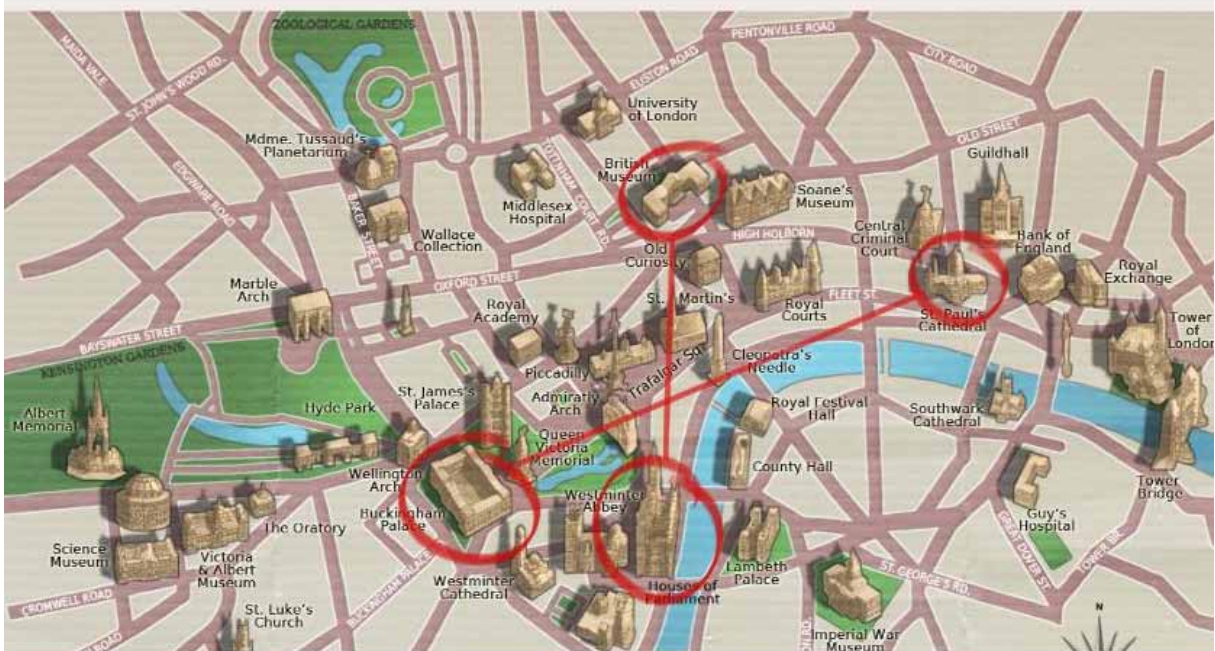 ZOOLOGICAL GARDENS
MAIDA VALE
ST. JOHN'S WOOD RD.
EDGWARE ROAD
PENTONVILLE ROAD
CITY ROAD
OLD STREET
University
of London
Mdme. Tussaud's
Planetarium
BAKER STREET
Wallace
Collection
Middlesex
Hospital
TOTTENHAM COURT RD.
British
Museum
Soane's
Museum
Guildhall
Central
Criminal
Court
Bank of
England
Royal
Exchange
HIGH HOLBORN
Old
Curiosity
OXFORD STREET
Marble
Arch
Royal
Academy
St. Martin's
Royal
Courts
FLEET ST.
St. Paul's
Cathedral
Tower
of
London
BAYSWATER STREET
KENSINGTON GARDENS
Piccadilly
Trafalgar Sqr.
Cleopatra's
Needle
Albert
Memorial
Hyde Park
St. James's
Palace
Admiralty
Arch
Royal Festival
Hall
Southwark
Cathedral
Queen
Victoria
Memorial
County Hall
Wellington
Arch
Buckingham
Palace
Westminter
Abbey
Tower
Bridge
Guy's
Hospital
The Oratory
Science
Museum
Victoria
& Albert
Museum
Westminter
Cathedral
Houses of
Parliament
Lambeth
Palace
ST. GEORGE'S RD.
GREAT DOVER ST.
CROMWELL ROAD
BUCKINGHAM PALACE
St. Luke's
Church
Imperial War
Museum
N